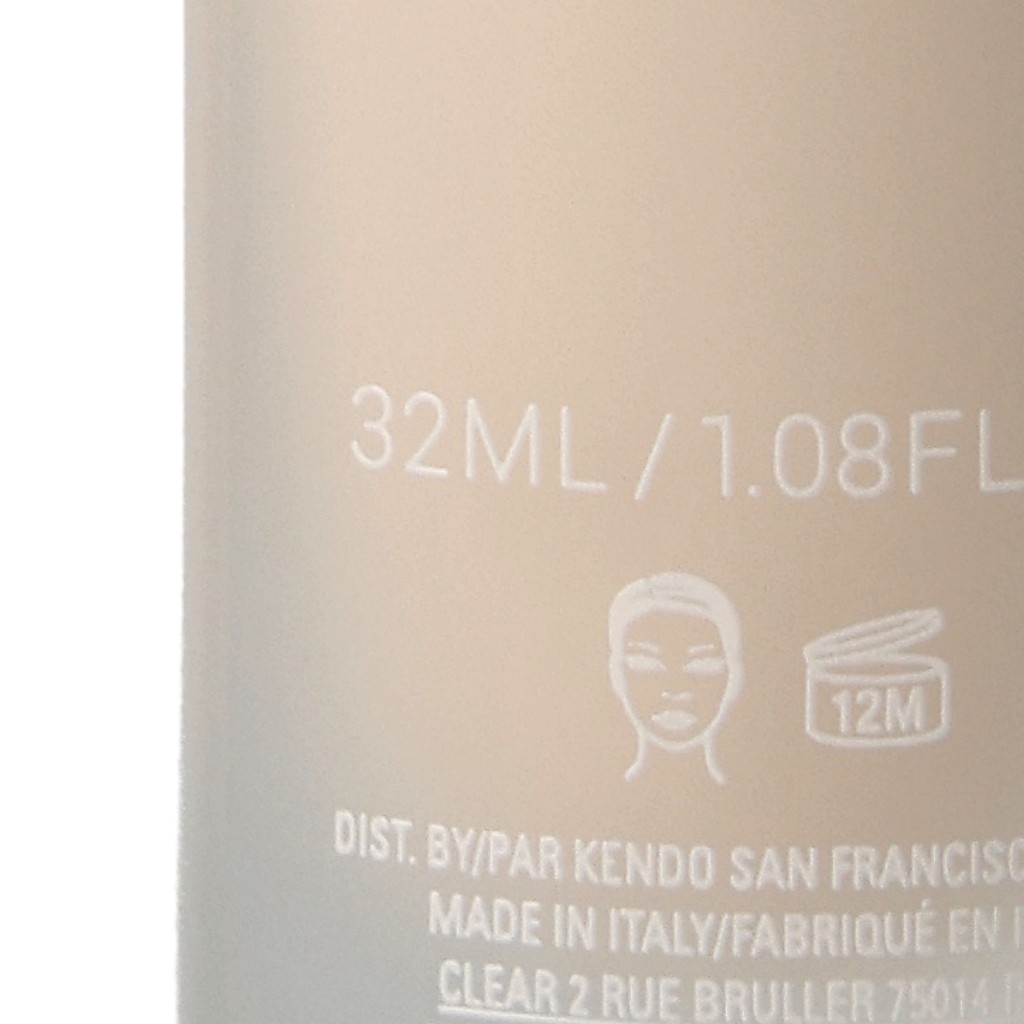 32ML / 1.08FL
12M
DIST. BY/PAR KENDO SAN FRANCISC
MADE IN ITALY/FABRIQUÉ EN I
CLEAR 2 RUE BRULLER 75014